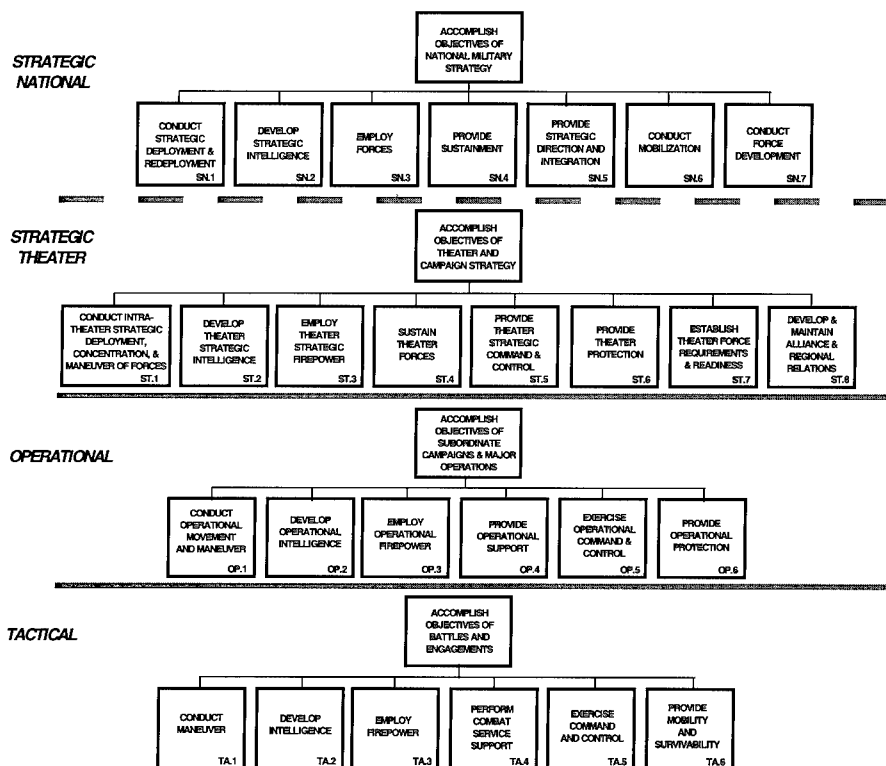 STRATEGIC
NATIONAL
ACCOMPLISH
OBJECTIVES OF
NATIONAL MILITARY
STRATEGY
CONDUCT
STRATEGIC
DEPLOYMENT &
REDEPLOYMENT
SN.1
DEVELOP
STRATEGIC
INTELLIGENCE
SN.2
EMPLOY
FORCES
SN.3
PROVIDE
SUSTAINMENT
SN.4
PROVIDE
STRATEGIC
DIRECTION AND
INTEGRATION
SN.5
CONDUCT
MOBILIZATION
SN.6
CONDUCT
FORCE
DEVELOPMENT
SN.7
STRATEGIC
THEATER
ACCOMPLISH
OBJECTIVES OF
THEATER AND
CAMPAIGN STRATEGY
CONDUCT INTRA-
THEATER STRATEGIC
DEPLOYMENT,
CONCENTRATION, &
MANEUVER OF FORCES
ST.1
DEVELOP
THEATER
STRATEGIC
INTELLIGENCE
ST.2
EMPLOY
THEATER
STRATEGIC
FIREPOWER
ST.3
SUSTAIN
THEATER
FORCES
ST.4
PROVIDE
THEATER
STRATEGIC
COMMAND &
CONTROL
ST.5
PROVIDE
THEATER
PROTECTION
ST.6
ESTABLISH
THEATER FORCE
REQUIREMENTS
& READINESS
ST.7
DEVELOP &
MAINTAIN
ALLIANCE &
REGIONAL
RELATIONS
ST.8
OPERATIONAL
ACCOMPLISH
OBJECTIVES OF
SUBORDINATE
CAMPAIGNS & MAJOR
OPERATIONS
CONDUCT
OPERATIONAL
MOVEMENT
AND MANEUVER
OP.1
DEVELOP
OPERATIONAL
INTELLIGENCE
OP.2
EMPLOY
OPERATIONAL
FIREPOWER
OP.3
PROVIDE
OPERATIONAL
SUPPORT
OP.4
EXERCISE
OPERATIONAL
COMMAND &
CONTROL
OP.5
PROVIDE
OPERATIONAL
PROTECTION
OP.6
TACTICAL
ACCOMPLISH
OBJECTIVES OF
BATTLES AND
ENGAGEMENTS
CONDUCT
MANEUVER
TA.1
DEVELOP
INTELLIGENCE
TA.2
EMPLOY
FIREPOWER
TA.3
PERFORM
COMBAT
SERVICE
SUPPORT
TA.4
EXERCISE
COMMAND
AND CONTROL
TA.5
PROVIDE
MOBILITY
AND
SURVIVABILITY
TA.6